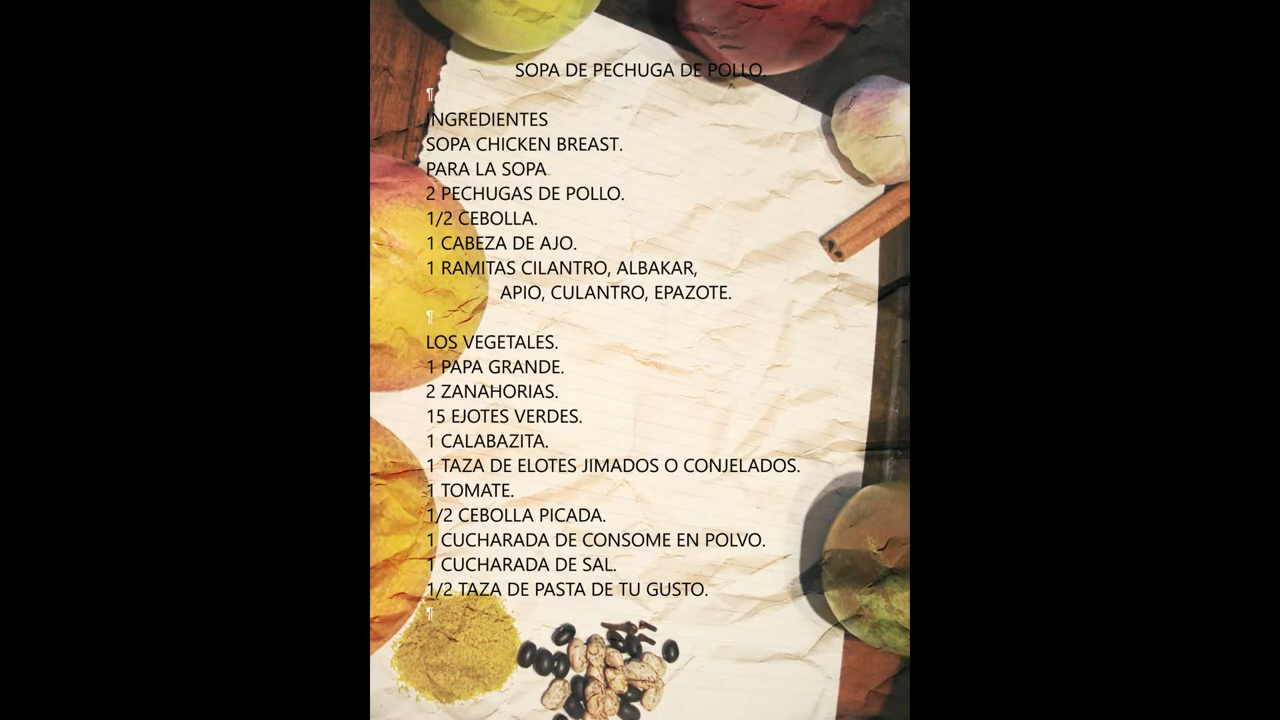 SOPA DE PECHUGA DE POLLO.
¶
INGREDIENTES
SOPA CHICKEN BREAST.
PARA LA SOPA
2 PECHUGAS DE POLLO.
1/2 CEBOLLA.
1 CABEZA DE AJO.
1 RAMITAS CILANTRO, ALBAKAR,
APIO, CULANTRO, EPAZOTE.
¶
LOS VEGETALES.
1 PAPA GRANDE.
2 ZANAHORIAS.
15 EJOTES VERDES.
1 CALABAZITA.
1 TAZA DE ELOTES JIMADOS O CONJELADOS.
1 TOMATE.
1/2 CEBOLLA PICADA.
1 CUCHARADA DE CONSOME EN POLVO.
1 CUCHARADA DE SAL.
1/2 TAZA DE PASTA DE TU GUSTO.
¶